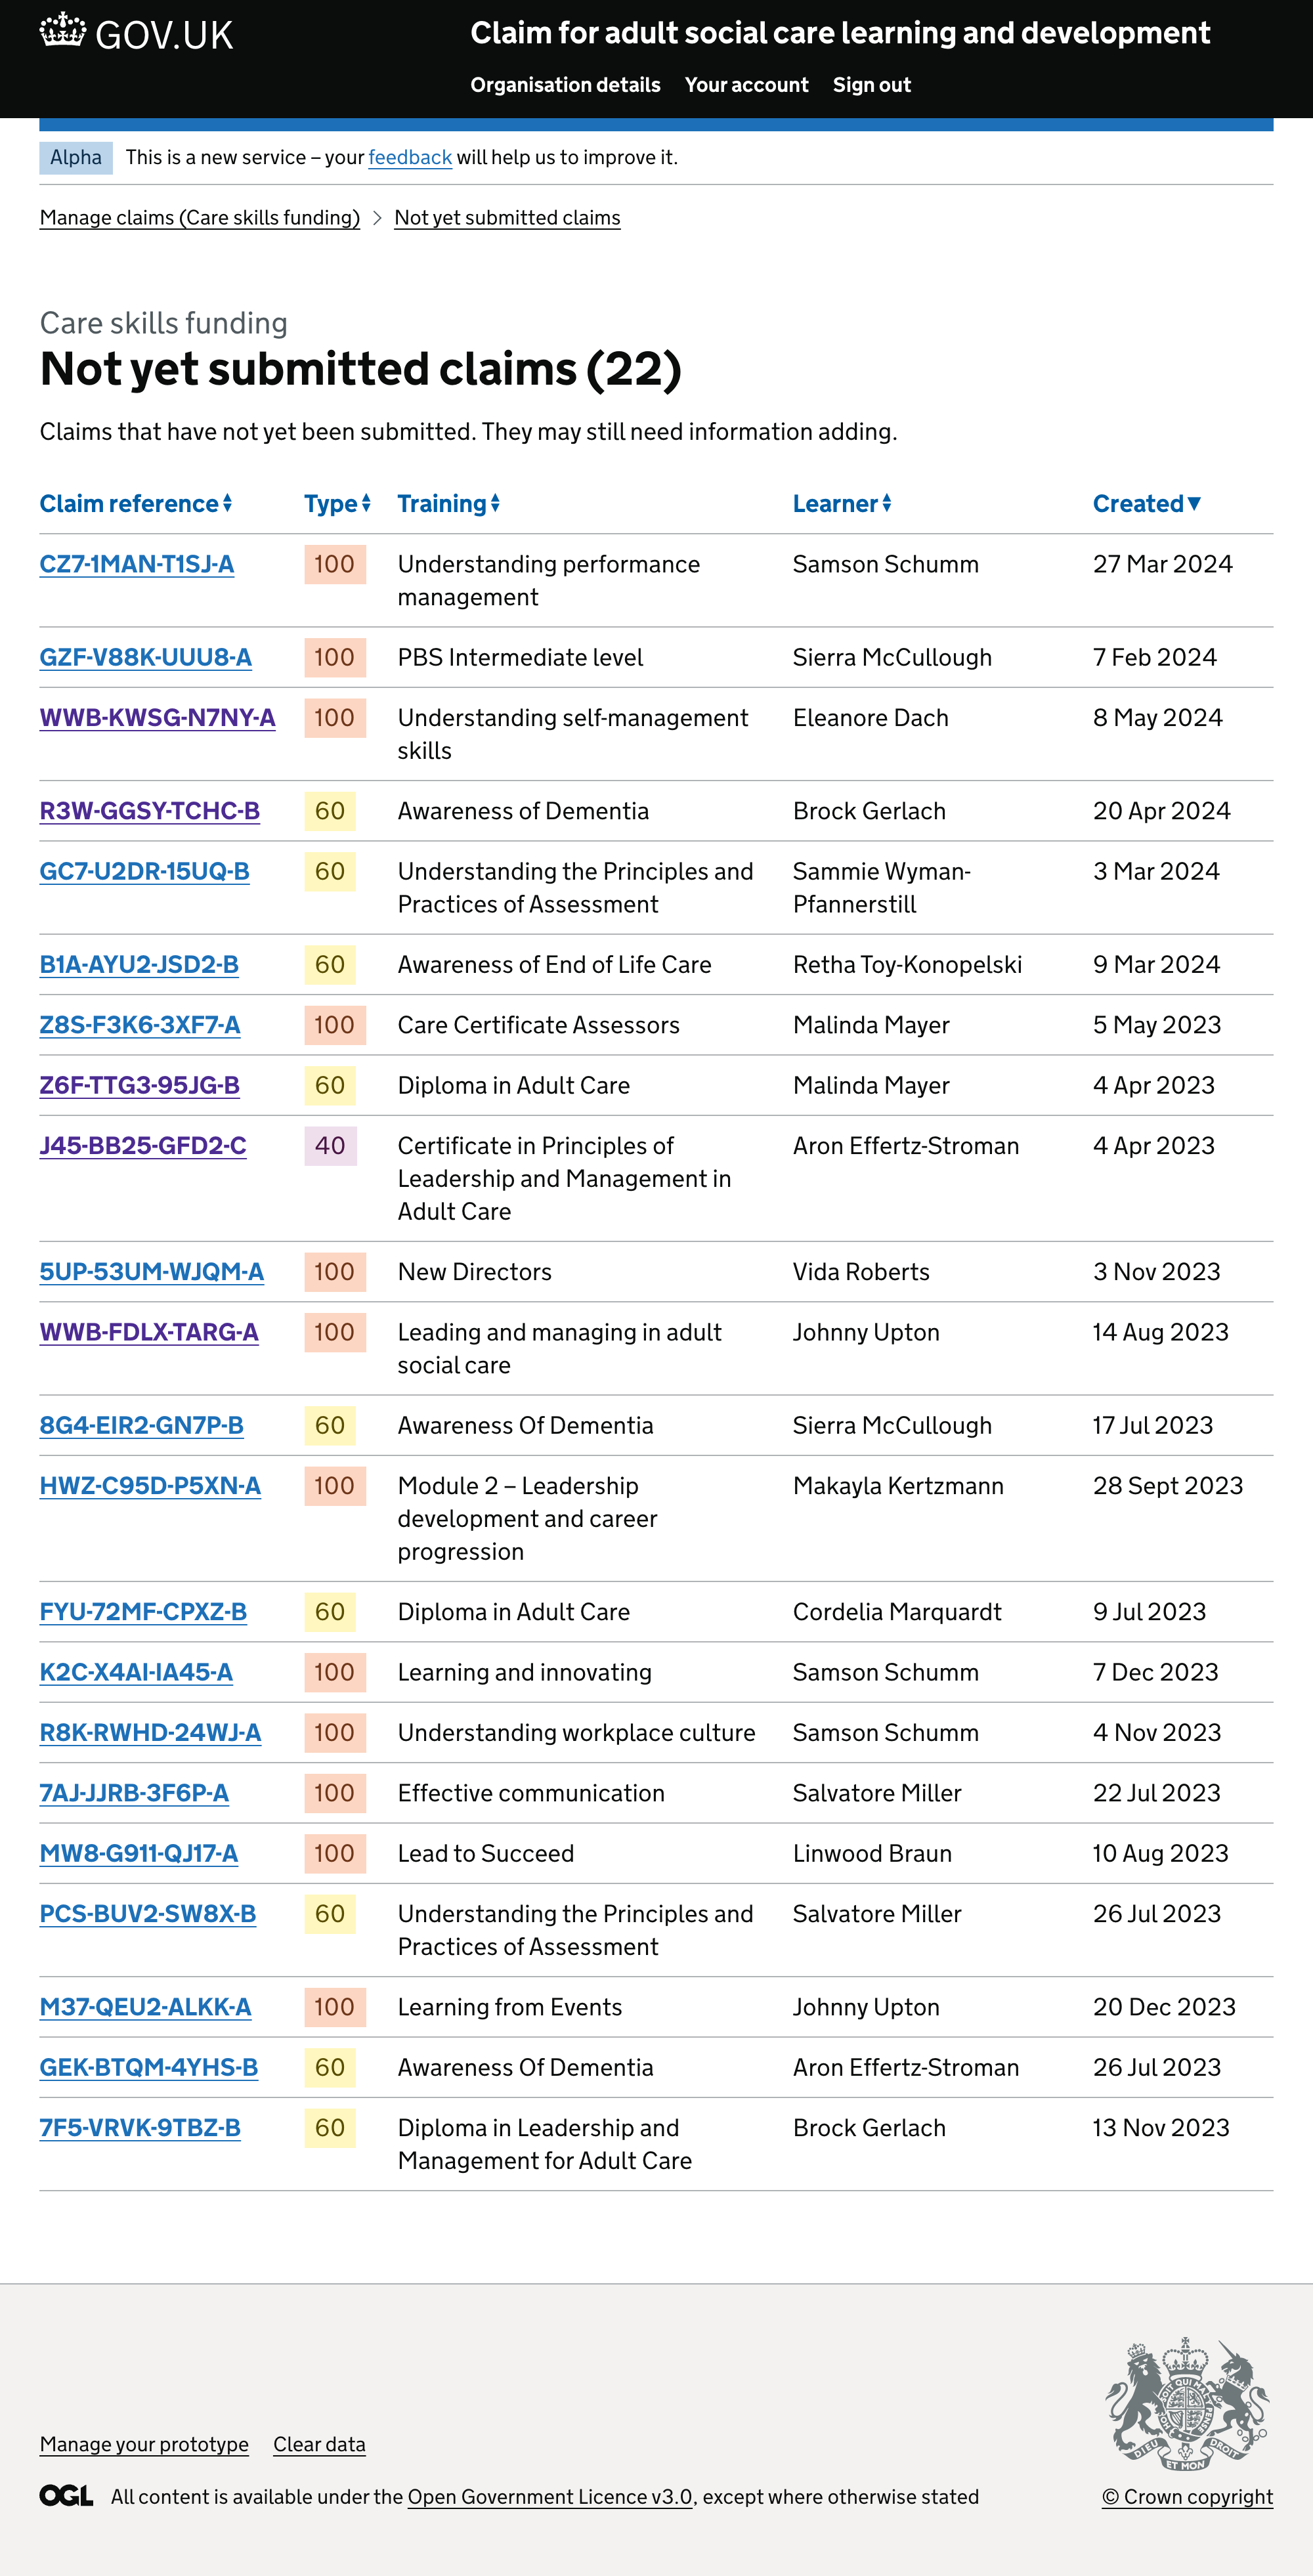 GOV.UK
Claim for adult social care learning and development
Organisation details Your account Sign out
Alpha This is a new service – your feedback will help us to improve it.
Manage claims (Care skills funding) Not yet submitted claims
Care skills funding
Not yet submitted claims (22)
Claims that have not yet been submitted. They may still need information adding.
Claim reference Type Training Learner Created
CZ7-1MAN-T1SJ-A 100 Understanding performance Samson Schumm 27 Mar 2024
management
GZF-V88K-UUU8-A 100 PBS Intermediate level Sierra McCullough 7 Feb 2024
WWB-KWSG-N7NY-A 100 Understanding self-management Eleanore Dach 8 May 2024
skills
R3W-GGSY-TCHC-B 60 Awareness of Dementia Brock Gerlach 20 Apr 2024
GC7-U2DR-15UQ-B 60 Understanding the Principles and Sammie Wyman- 3 Mar 2024
Practices of Assessment Pfannerstill
B1A-AYU2-JSD2-B 60 Awareness of End of Life Care Retha Toy-Konopelski 9 Mar 2024
Z8S-F3K6-3XF7-A 100 Care Certificate Assessors Malinda Mayer 5 May 2023
Z6F-TTG3-95JG-B 60 Diploma in Adult Care Malinda Mayer 4 Apr 2023
J45-BB25-GFD2-C 40 Certificate in Principles of Aron Effertz-Stroman 4 Apr 2023
Leadership and Management in
Adult Care
5UP-53UM-WJQM-A 100 New Directors Vida Roberts 3 Nov 2023
WWB-FDLX-TARG-A 100 Leading and managing in adult Johnny Upton 14 Aug 2023
social care
8G4-EIR2-GN7P-B 60 Awareness Of Dementia Sierra McCullough 17 Jul 2023
HWZ-C95D-P5XN-A 100 Module 2 – Leadership Makayla Kertzmann 28 Sept 2023
development and career
progression
FYU-72MF-CPXZ-B 60 Diploma in Adult Care Cordelia Marquardt 9 Jul 2023
K2C-X4AI-IA45-A 100 Learning and innovating Samson Schumm 7 Dec 2023
R8K-RWHD-24WJ-A 100 Understanding workplace culture Samson Schumm 4 Nov 2023
7AJ-JJRB-3F6P-A 100 Effective communication Salvatore Miller 22 Jul 2023
MW8-G911-QJ17-A 100 Lead to Succeed Linwood Braun 10 Aug 2023
PCS-BUV2-SW8X-B 60 Understanding the Principles and Salvatore Miller 26 Jul 2023
Practices of Assessment
M37-QEU2-ALKK-A 100 Learning from Events Johnny Upton 20 Dec 2023
GEK-BTQM-4YHS-B 60 Awareness Of Dementia Aron Effertz-Stroman 26 Jul 2023
7F5-VRVK-9TBZ-B 60 Diploma in Leadership and Brock Gerlach 13 Nov 2023
Management for Adult Care
DIEU ET MON DROIT
Manage your prototype Clear data
OGL All content is available under the Open Government Licence v3.0, except where otherwise stated
© Crown copyright